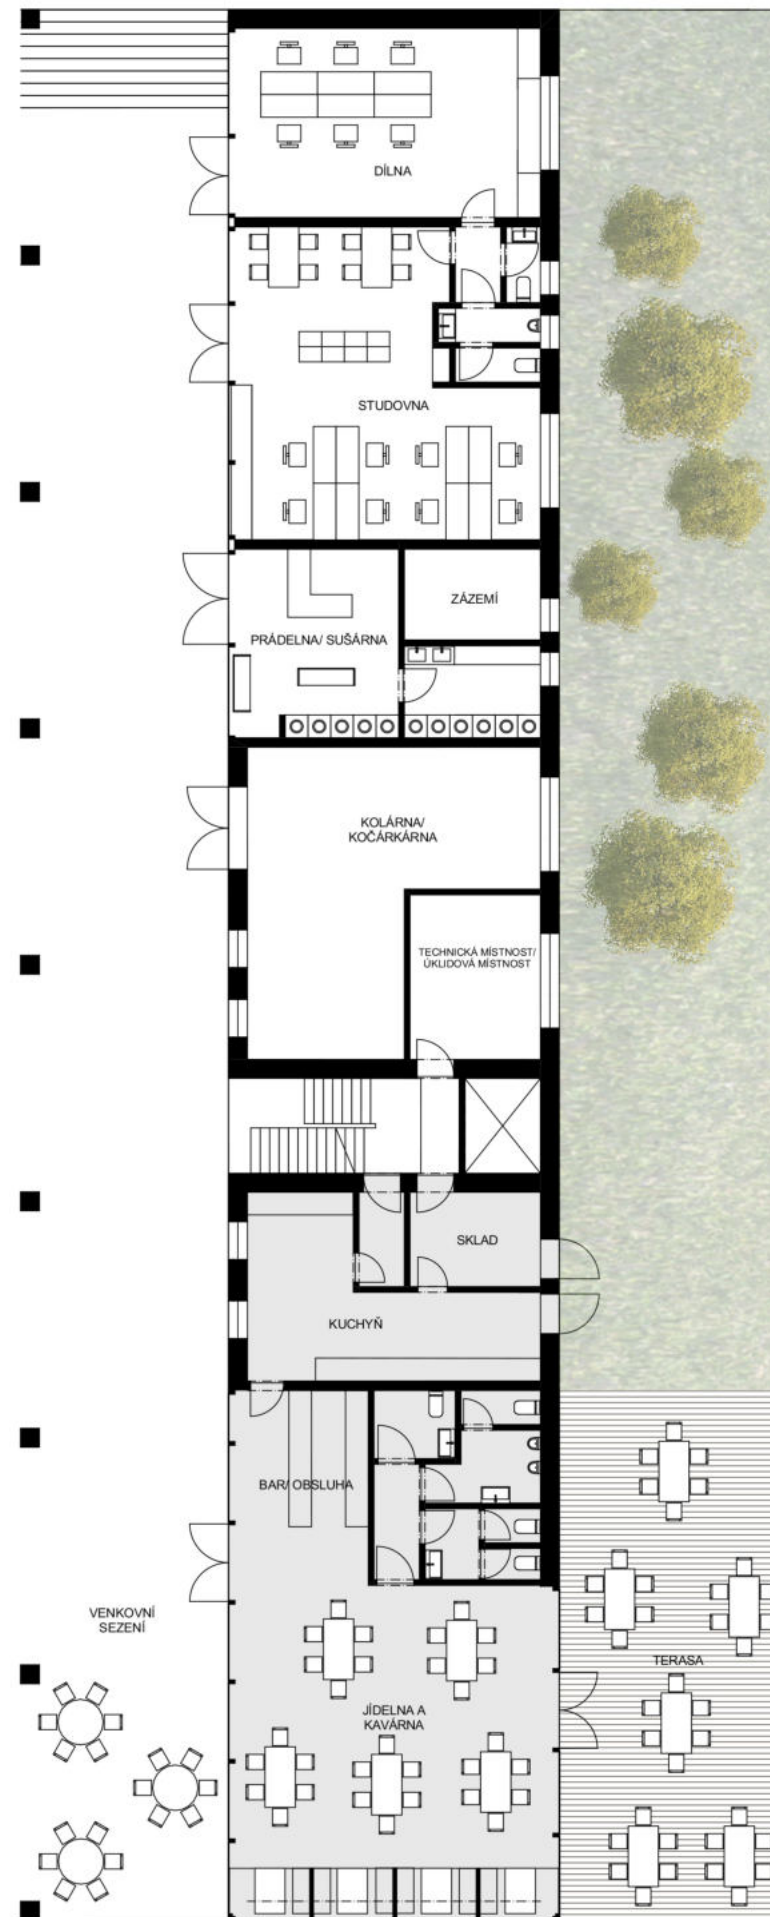 DÍLNA
STUDOVNA
ZÁZEMÍ
PRÁDELNA/ SUŠÁRNA
KOLÁRNA/
KOČÁRKÁRNA
TECHNICKÁ MÍSTNOST/
ÚKLIDOVÁ MÍSTNOST
SKLAD
KUCHYŇ
BAR/ OBSLUHA
VENKOVNÍ
SEZENÍ
TERASA
JÍDELNA A
KAVÁRNA